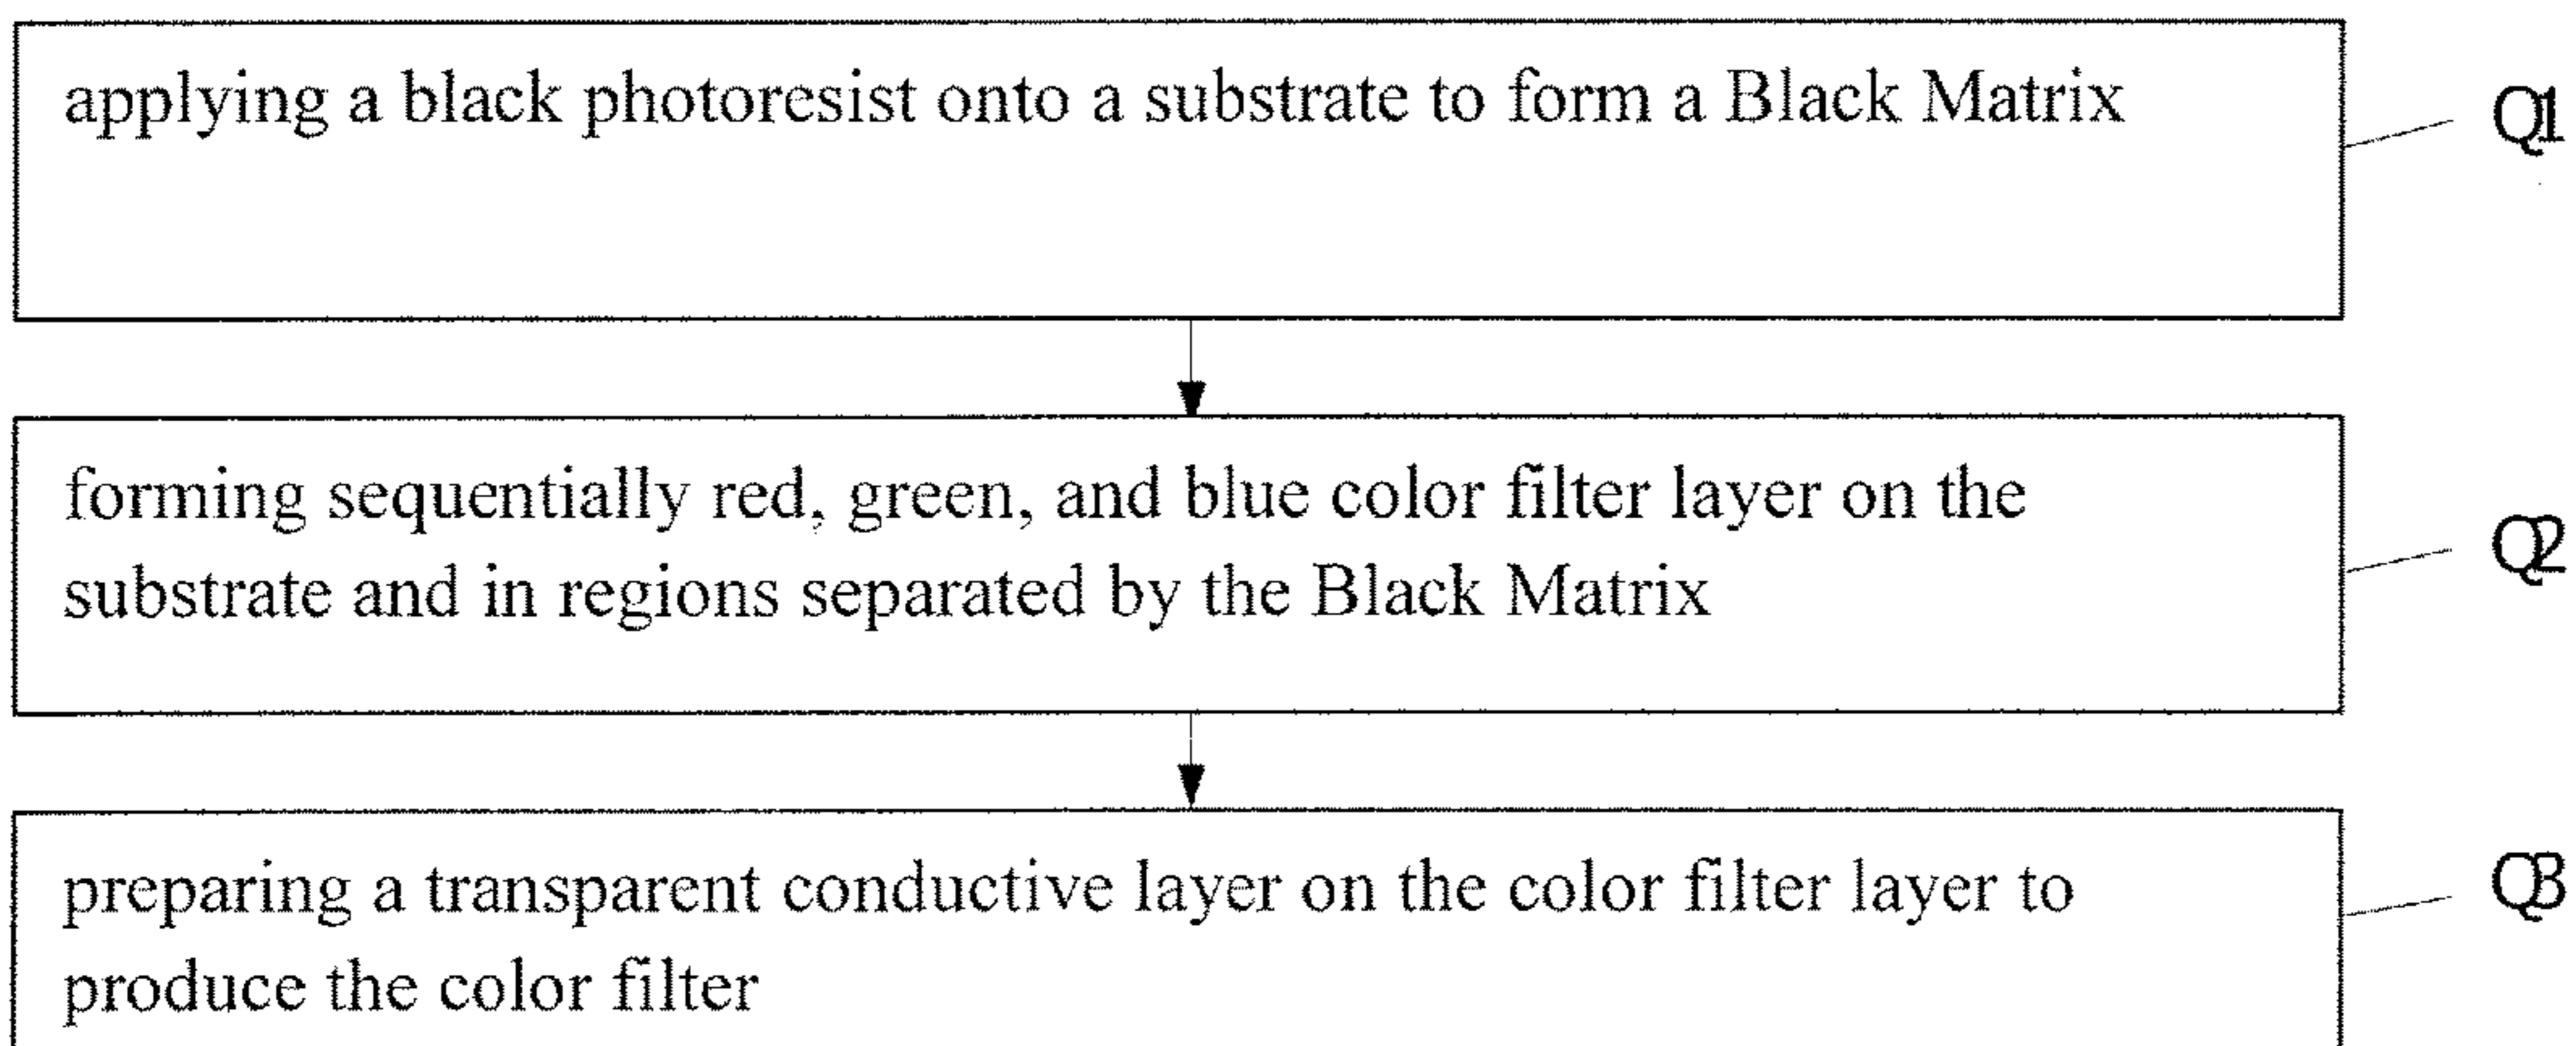 applying a black photoresist onto a substrate to form a Black Matrix
Q1
forming sequentially red, green, and blue color filter layer on the
substrate and in regions separated by the Black Matrix
Q2
preparing a transparent conductive layer on the color filter layer to
produce the color filter
Q3